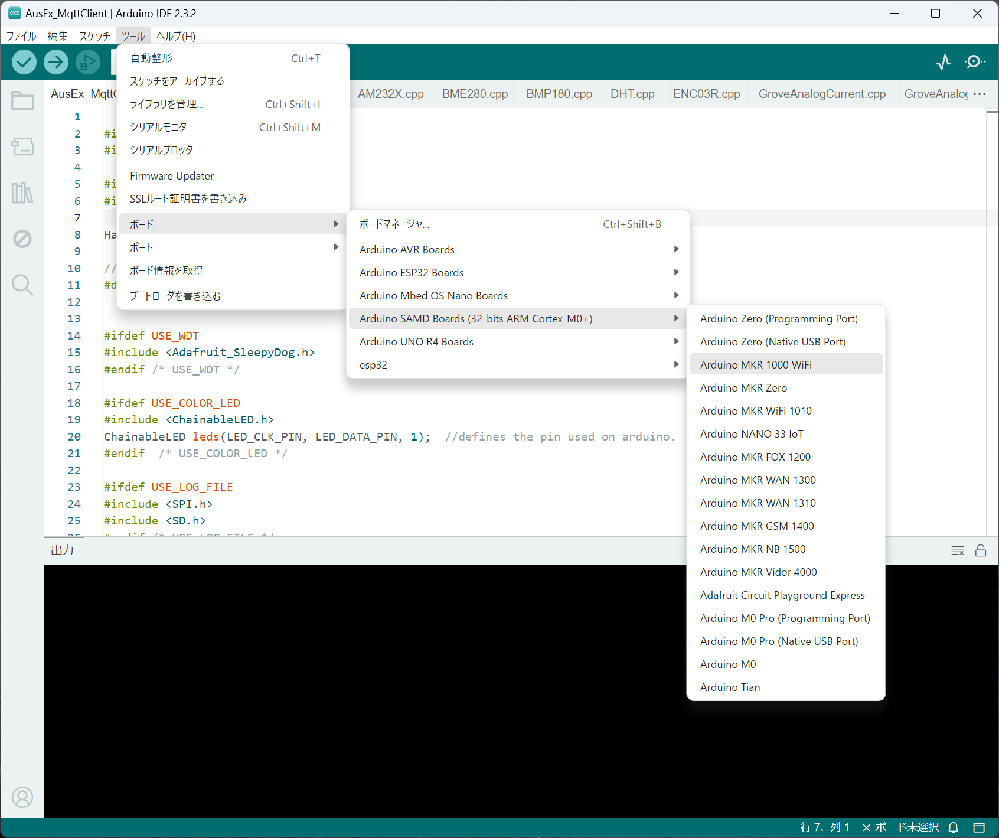 AusEx_MqttClient | Arduino IDE 2.3.2
ファイル 編集 スケッチ ツール ヘルプ(H)
自動整形 Ctrl+T
スケッチをアーカイブする
ライブラリを管理... Ctrl+Shift+I
シリアルモニタ Ctrl+Shift+M
シリアルプロッタ
Firmware Updater
SSLルート証明書を書き込み
ボード
ポート
ボード情報を取得
ブートローダを書き込む
ボードマネージャ... Ctrl+Shift+B
Arduino AVR Boards
Arduino ESP32 Boards
Arduino Mbed OS Nano Boards
Arduino SAMD Boards (32-bits ARM Cortex-M0+)
Arduino UNO R4 Boards
esp32
Arduino Zero (Programming Port)
Arduino Zero (Native USB Port)
Arduino MKR 1000 WiFi
Arduino MKR Zero
Arduino MKR WiFi 1010
Arduino NANO 33 IoT
Arduino MKR FOX 1200
Arduino MKR WAN 1300
Arduino MKR WAN 1310
Arduino MKR GSM 1400
Arduino MKR NB 1500
Arduino MKR Vidor 4000
Adafruit Circuit Playground Express
Arduino M0 Pro (Programming Port)
Arduino M0 Pro (Native USB Port)
Arduino M0
Arduino Tian
AusEx_Mqtt AM232X.cpp BME280.cpp BMP180.cpp DHT.cpp ENC03R.cpp GroveAnalogCurrent.cpp GroveAnalog ...
1
2 #i
3 #i
4
5 #i
6 #i
7
8 Ha
9
10 //
11 #d
12
13
14 #ifdef USE_WDT
15 #include <Adafruit_SleepyDog.h>
16 #endif /* USE_WDT */
17
18 #ifdef USE_COLOR_LED
19 #include <ChainableLED.h>
20 ChainableLED leds(LED_CLK_PIN, LED_DATA_PIN, 1); //defines the pin used on arduino.
21 #endif /* USE_COLOR_LED */
22
23 #ifdef USE_LOG_FILE
24 #include <SPI.h>
25 #include <SD.h>
26 #endif /* USE_LOG_FILE */
出力
行 7、列 1 × ボード未選択